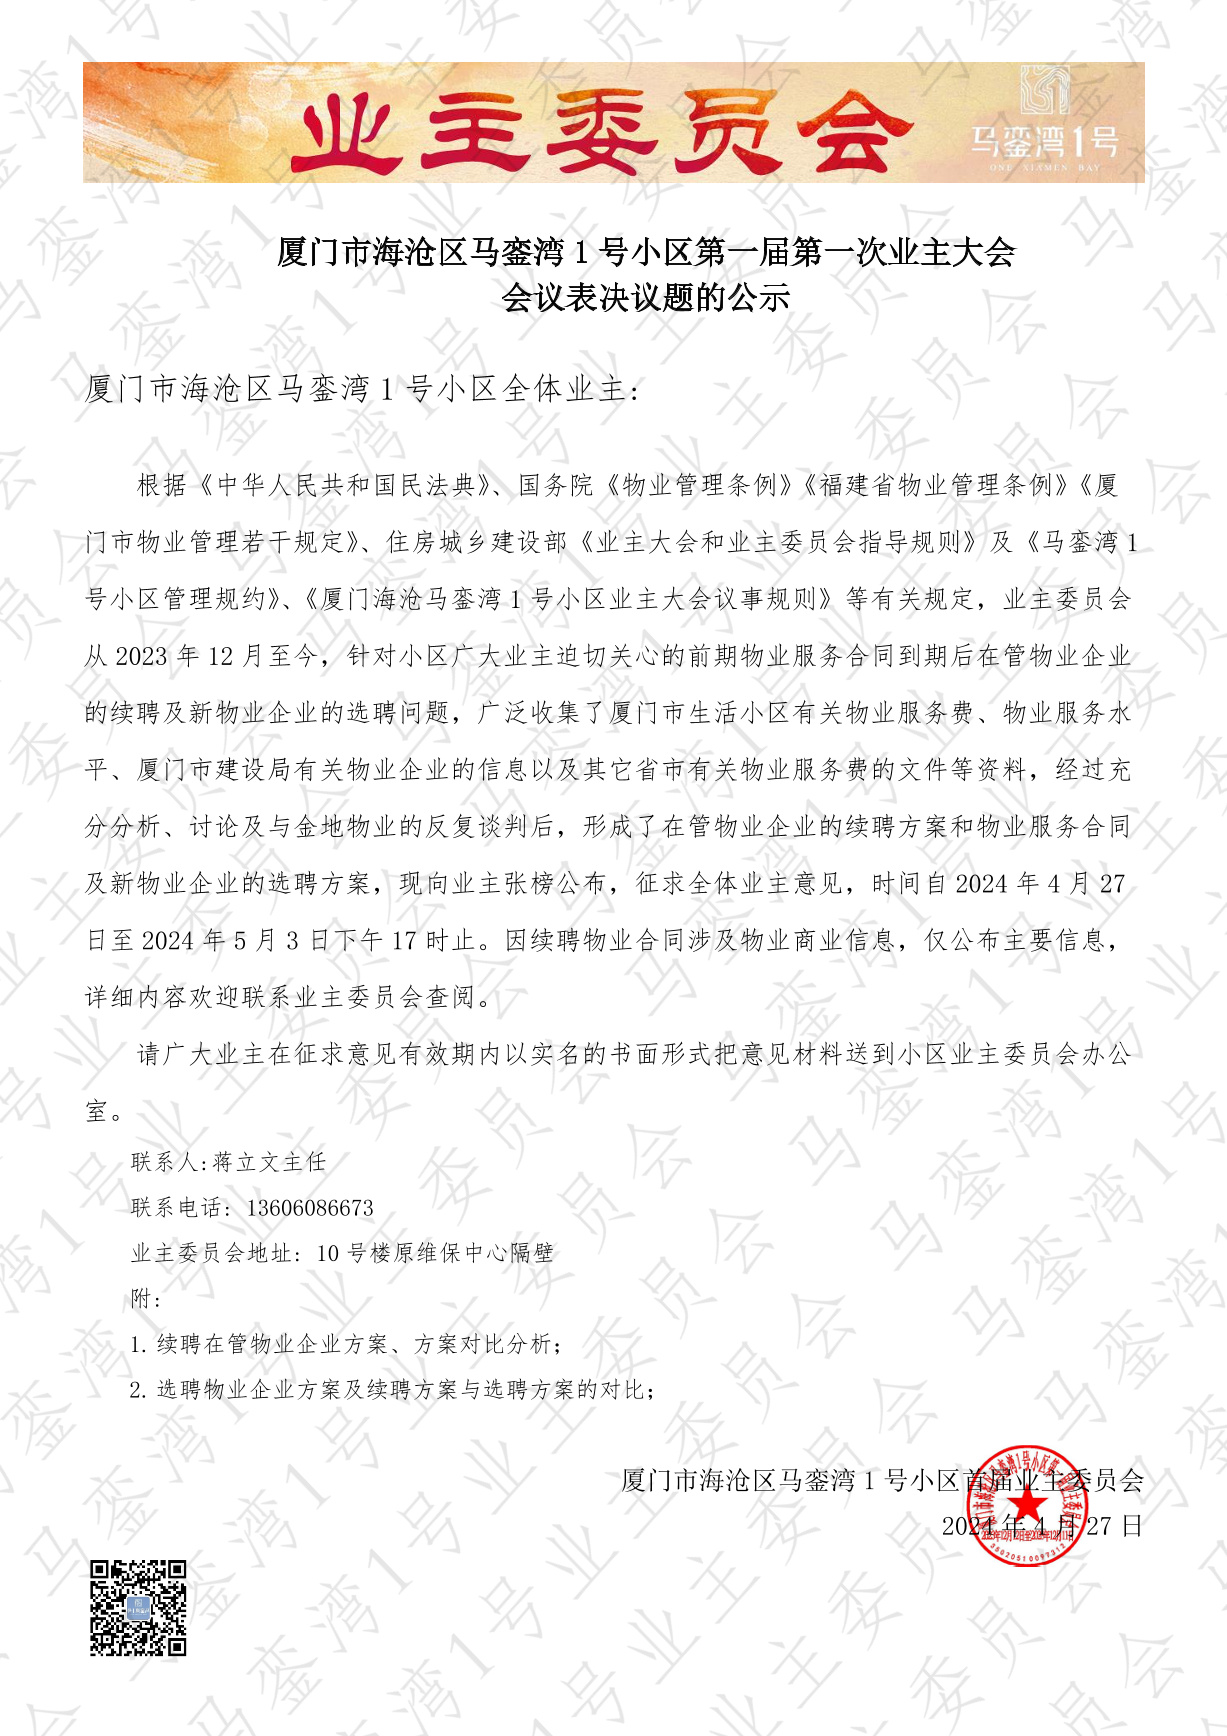 业主委员会
马銮湾1号
ONE XIAMEN BAY
厦门市海沧区马銮湾1号小区第一届第一次业主大会
会议表决议题的公示
厦门市海沧区马銮湾1号小区全体业主:
根据《中华人民共和国民法典》、国务院《物业管理条例》《福建省物业管理条例》《厦
门市物业管理若干规定》、住房城乡建设部《业主大会和业主委员会指导规则》及《马銮湾1
号小区管理规约》、《厦门海沧马銮湾1号小区业主大会议事规则》等有关规定，业主委员会
从2023年12月至今，针对小区广大业主迫切关心的前期物业服务合同到期后在管物业企业
的续聘及新物业企业的选聘问题，广泛收集了厦门市生活小区有关物业服务费、物业服务水
平、厦门市建设局有关物业企业的信息以及其它省市有关物业服务费的文件等资料，经过充
分分析、讨论及与金地物业的反复谈判后，形成了在管物业企业的续聘方案和物业服务合同
及新物业企业的选聘方案，现向业主张榜公布，征求全体业主意见，时间自2024年4月27
日至2024年5月3日下午17时止。因续聘物业合同涉及物业商业信息，仅公布主要信息，
详细内容欢迎联系业主委员会查阅。
请广大业主在征求意见有效期内以实名的书面形式把意见材料送到小区业主委员会办公
室。
联系人:蒋立文主任
联系电话：13606086673
业主委员会地址：10号楼原维保中心隔壁
附：
1.续聘在管物业企业方案、方案对比分析；
2.选聘物业企业方案及续聘方案与选聘方案的对比；
厦门市海沧区马銮湾1号小区首届业主委员会
2024年4月27日